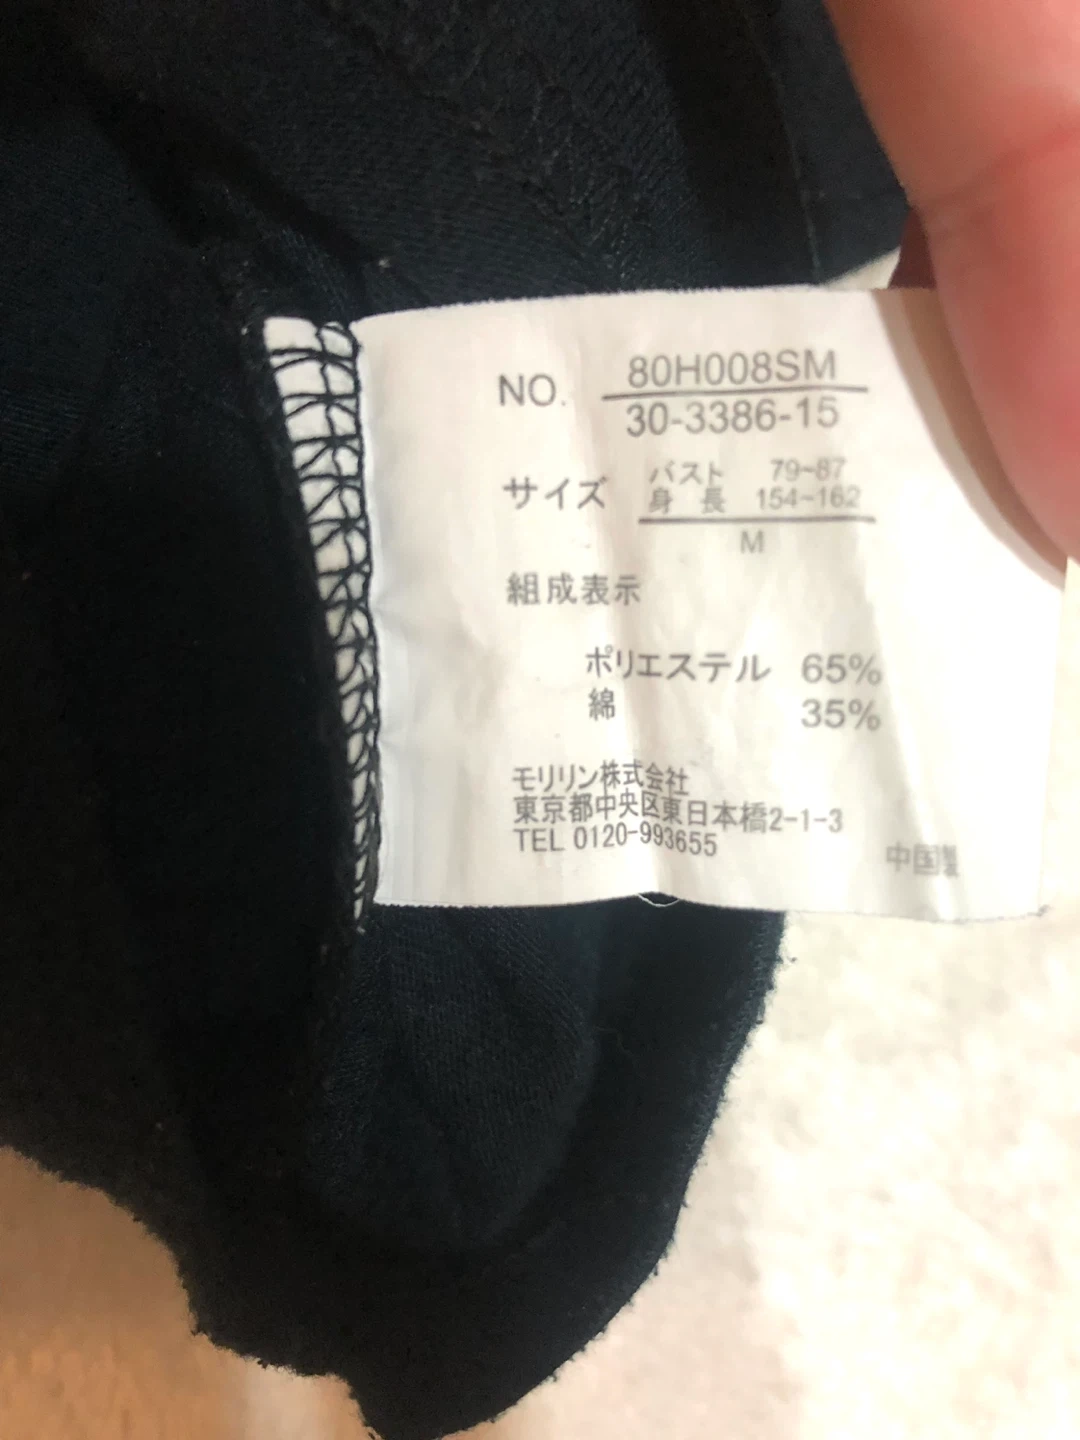 NO. 80H008SM
30-3386-15
サイズ バスト 79~87
身長 154~162
M
組成表示
ポリエステル 65%
綿 35%
モリリン株式会社
東京都中央区東日本橋2-1-3
TEL 0120-993655
中国製